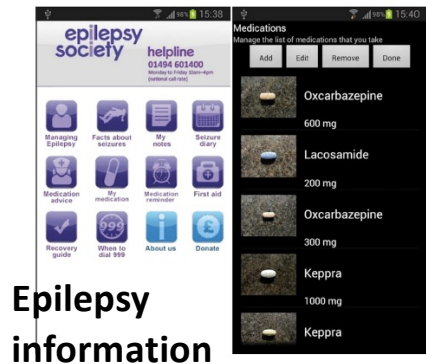 98% 15:38
epilepsy
society
helpline
01494 601400
Monday to Friday 10am-4pm
(national call rate)
Managing
Epilepsy
Facts about
seizures
My
notes
Seizure
diary
Medication
advice
My
medication
Medication
reminder
First aid
Recovery
guide
999
When to
dial 999
About us
Donate
98% 15:40
Medications
Manage the list of medications that you take
Add Edit Remove Done
Oxcarbazepine
600 mg
Lacosamide
200 mg
Oxcarbazepine
300 mg
Keppra
1000 mg
Keppra
Epilepsy
information